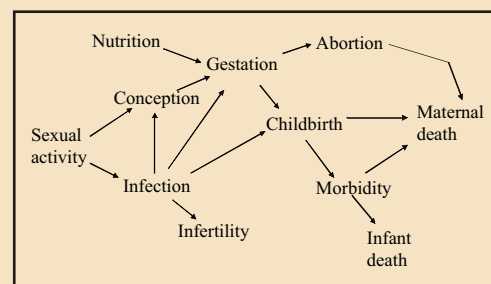 Nutrition
Abortion
Gestation
Conception
Maternal
death
Childbirth
Sexual
activity
Infection
Morbidity
Infertility
Infant
death